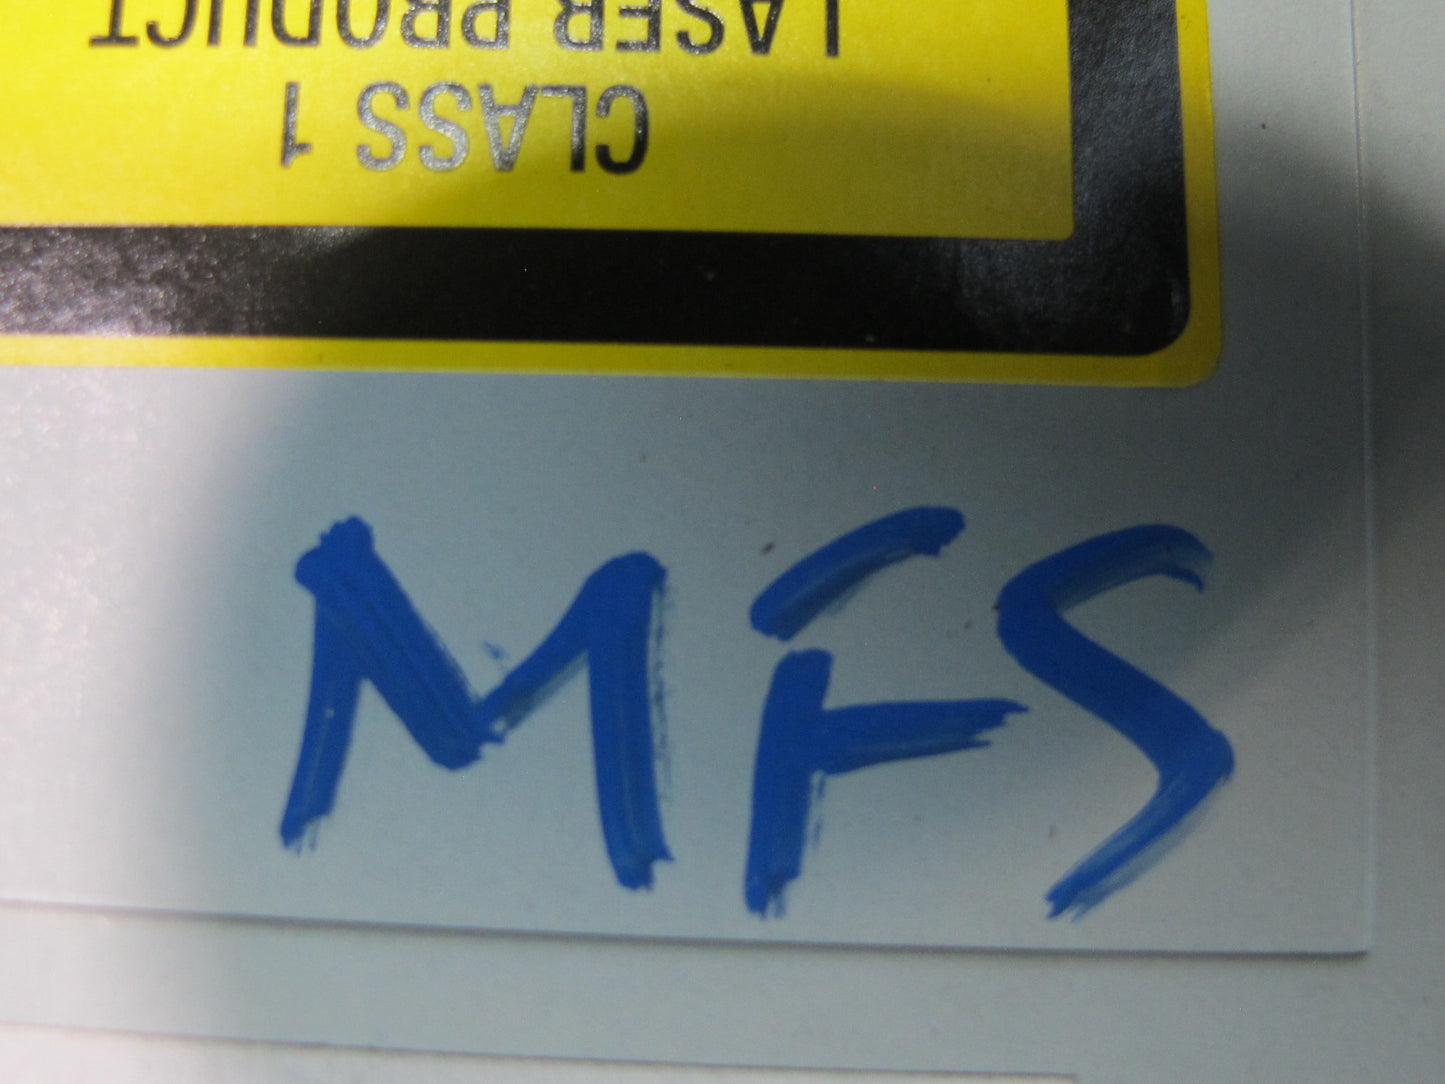 CLASS 1
LASER PRODUCT
MFS